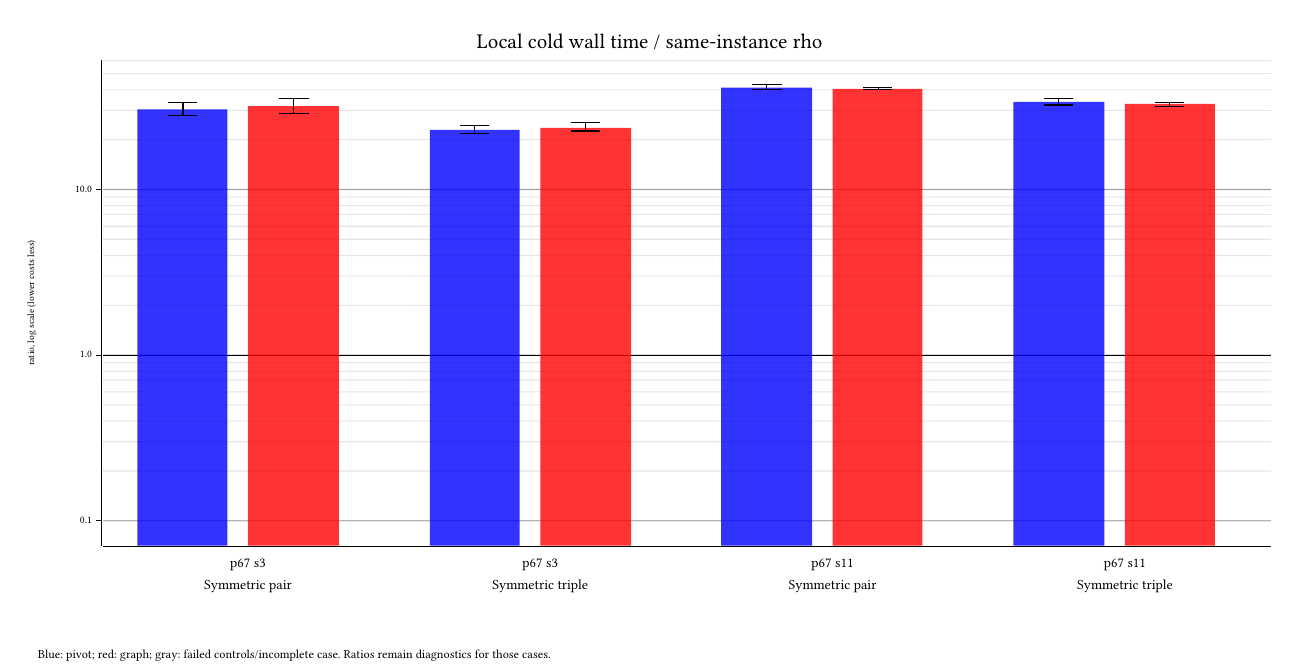 Local cold wall time / same-instance rho
10.0
1.0
0.1
ratio, log scale (lower costs less)
p67 s3
Symmetric pair
p67 s3
Symmetric triple
p67 s11
Symmetric pair
p67 s11
Symmetric triple
Blue: pivot; red: graph; gray: failed controls/incomplete case. Ratios remain diagnostics for those cases.